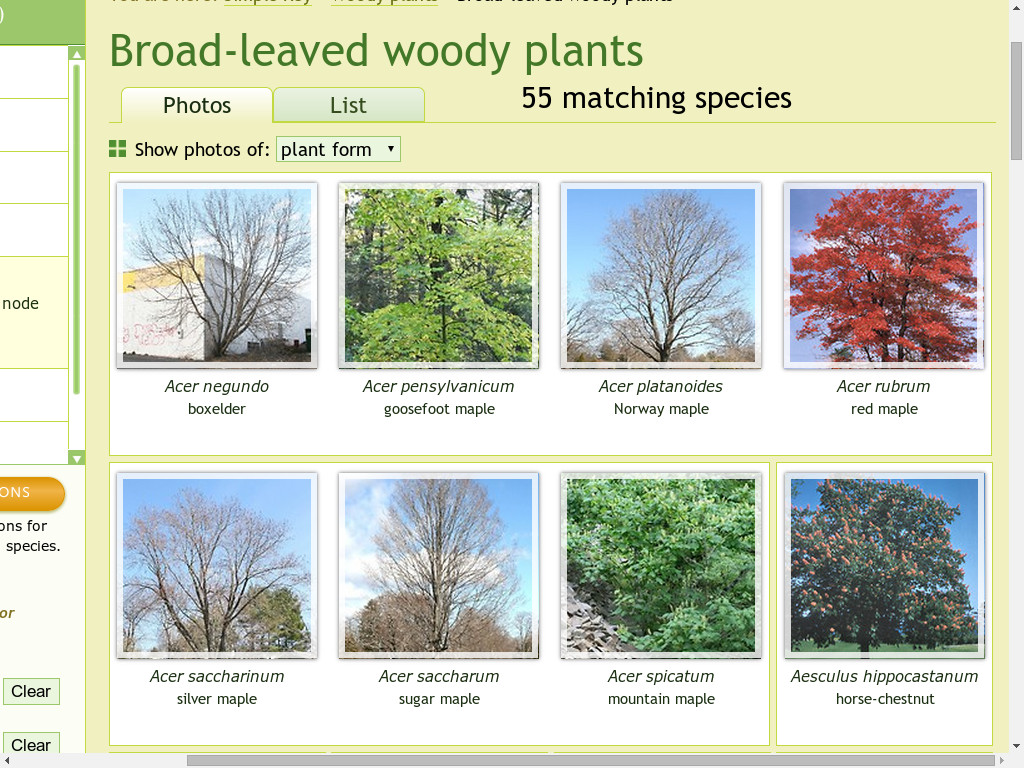 Broad-leaved woody plants
Photos
List
55 matching species
Show photos of: plant form
node
Acer negundo
boxelder
Acer pensylvanicum
goosefoot maple
Acer platanoides
Norway maple
Acer rubrum
red maple
ONS
ons for
species.
or
Clear
Clear
Acer saccharinum
silver maple
Acer saccharum
sugar maple
Acer spicatum
mountain maple
Aesculus hippocastanum
horse-chestnut